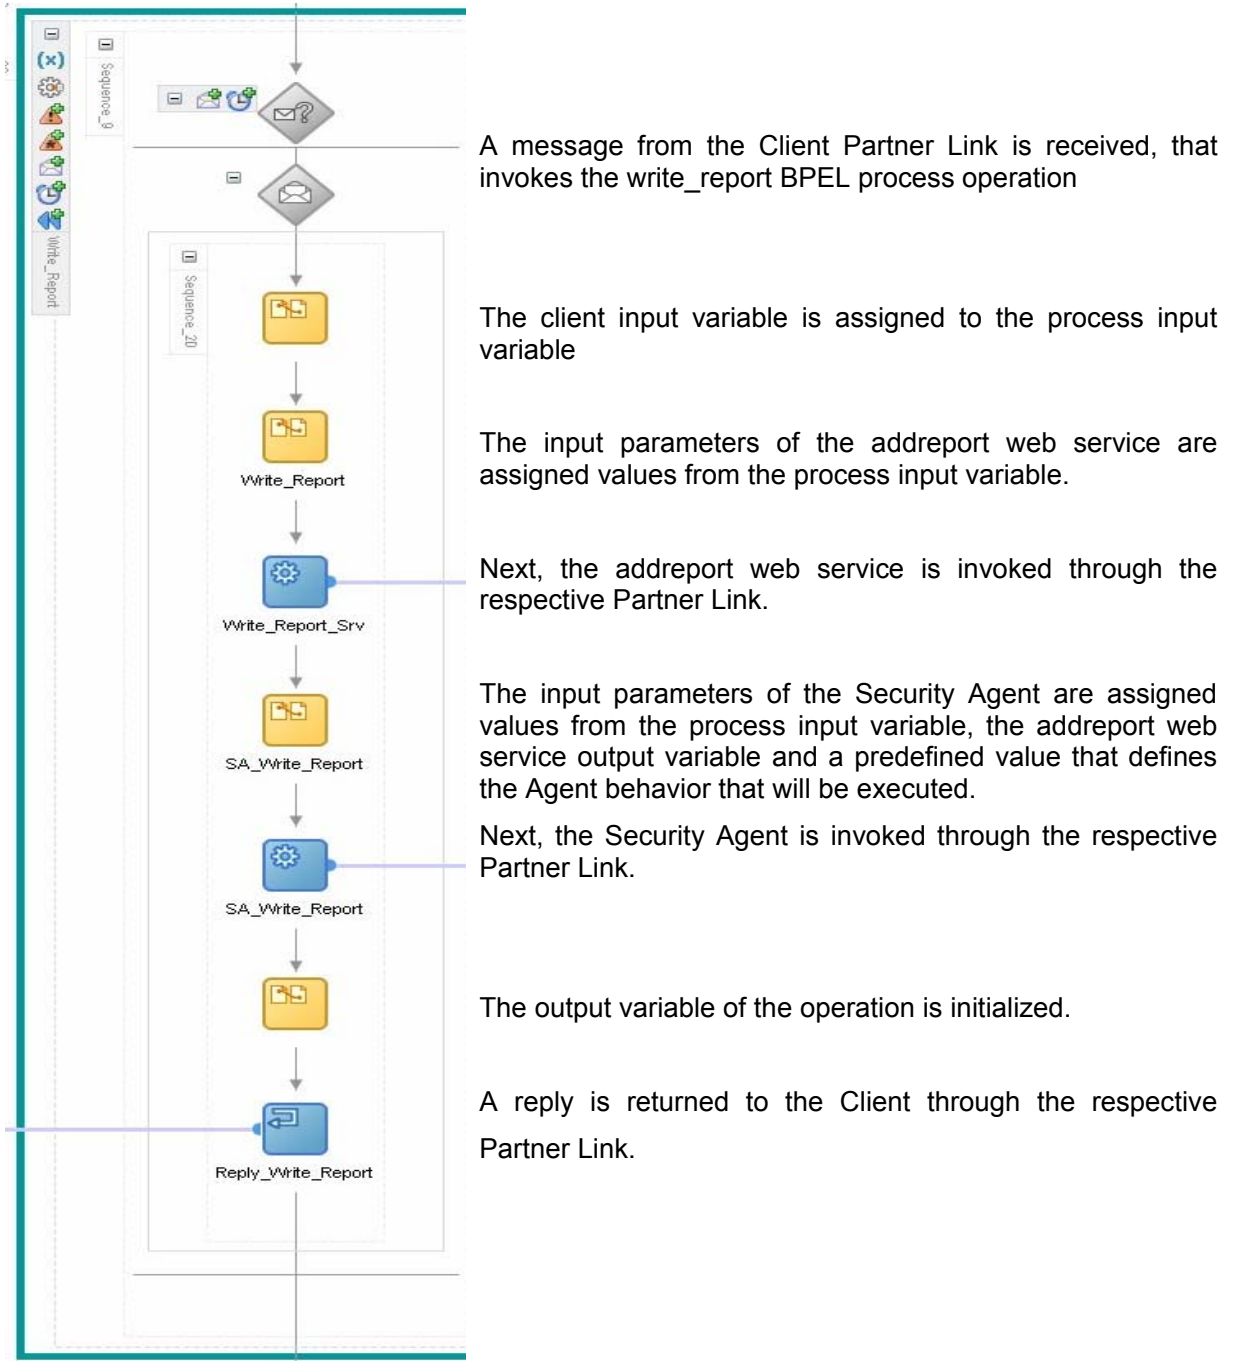 (x)
Sequence_9
?
A message from the Client Partner Link is received, that
invokes the write_report BPEL process operation
Write_Report
Sequence_20
The client input variable is assigned to the process input
variable
The input parameters of the addreport web service are
assigned values from the process input variable.
Write_Report
Next, the addreport web service is invoked through the
respective Partner Link.
Write_Report_Srv
The input parameters of the Security Agent are assigned
values from the process input variable, the addreport web
service output variable and a predefined value that defines
the Agent behavior that will be executed.
SA_Write_Report
Next, the Security Agent is invoked through the respective
Partner Link.
SA_Write_Report
The output variable of the operation is initialized.
A reply is returned to the Client through the respective
Partner Link.
Reply_Write_Report